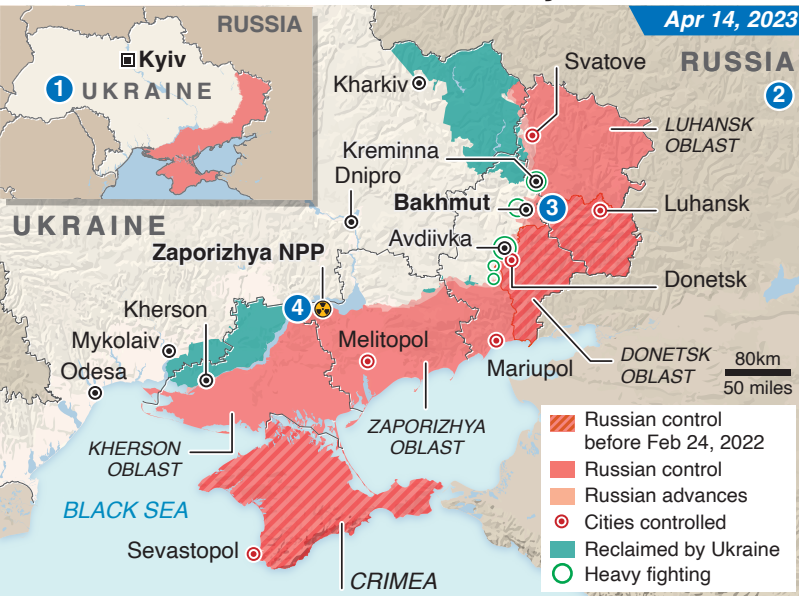 Apr 14, 2023
RUSSIA
Kyiv
1
UKRAINE
RUSSIA
2
Svatove
Kharkiv
LUHANSK
OBLAST
Kreminna
Dnipro
Bakhmut
3
Luhansk
UKRAINE
Avdiivka
Zaporizhya NPP
Donetsk
4
Kherson
Mykolaiv
Melitopol
Odesa
Mariupol
DONETSK
OBLAST
80km
50 miles
KHERSON
OBLAST
ZAPORIZHYA
OBLAST
BLACK SEA
Sevastopol
CRIMEA
Russian control
before Feb 24, 2022
Russian control
Russian advances
Cities controlled
Reclaimed by Ukraine
Heavy fighting